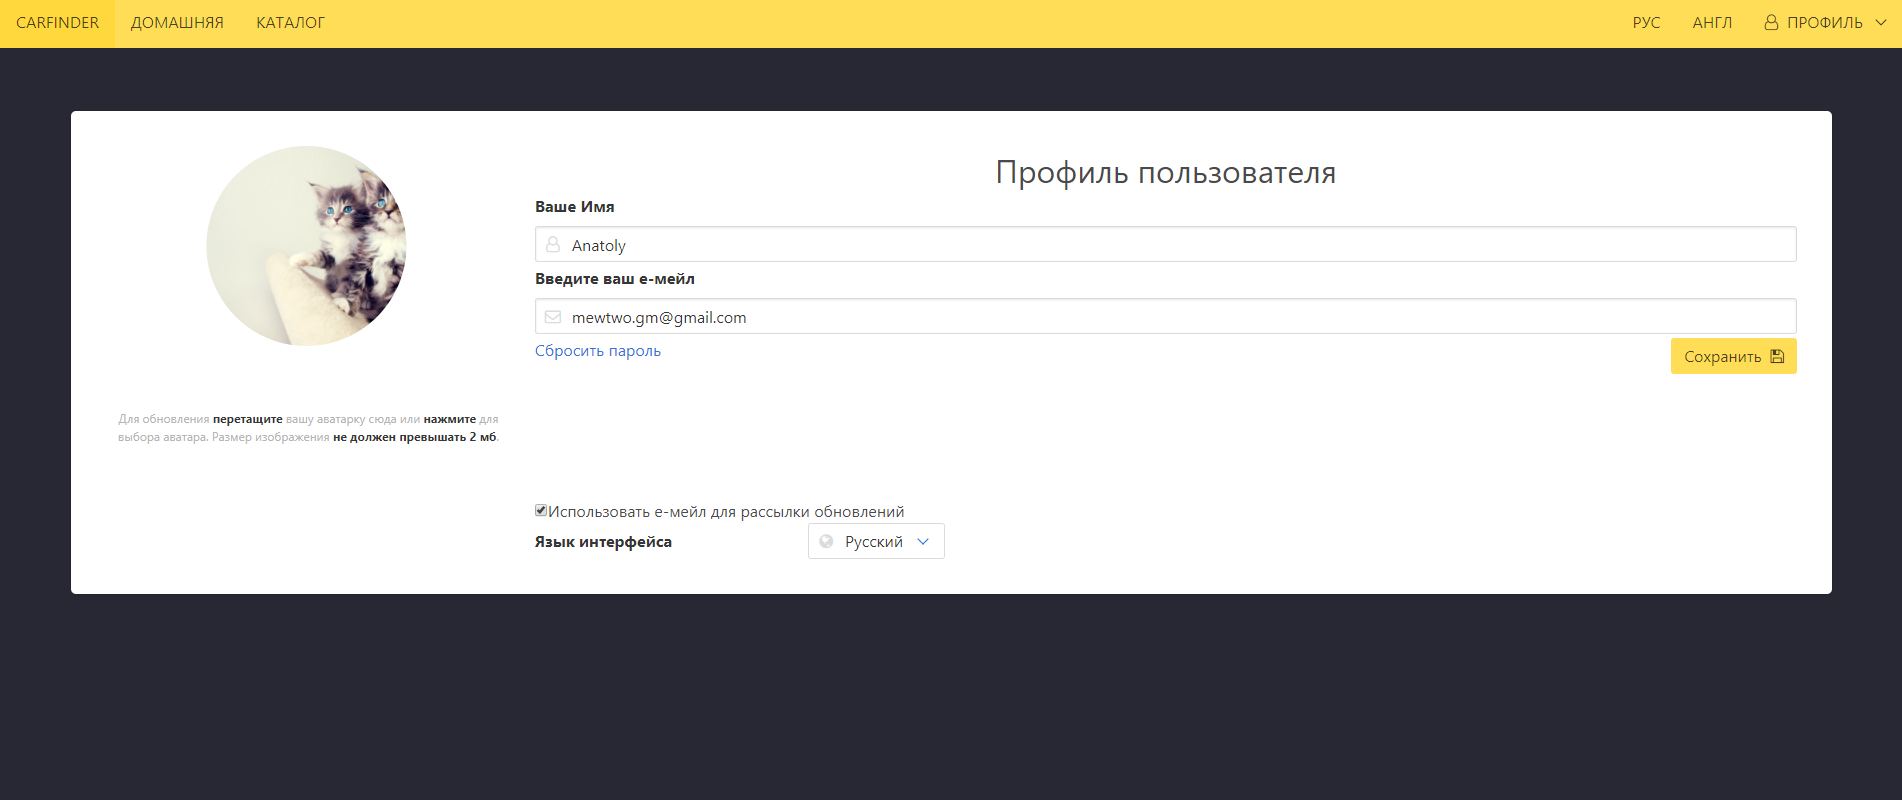 CARFINDER ДОМАШНЯЯ КАТАЛОГ РУС АНГЛ ПРОФИЛЬ
Профиль пользователя
Ваше Имя
Anatoly
Введите ваш е-мейл
mewtwo.gm@gmail.com
Сбросить пароль
Сохранить
Для обновления перетащите вашу аватарку сюда или нажмите для
выбора аватара. Размер изображения не должен превышать 2 мб.
Использовать е-мейл для рассылки обновлений
Язык интерфейса
Русский